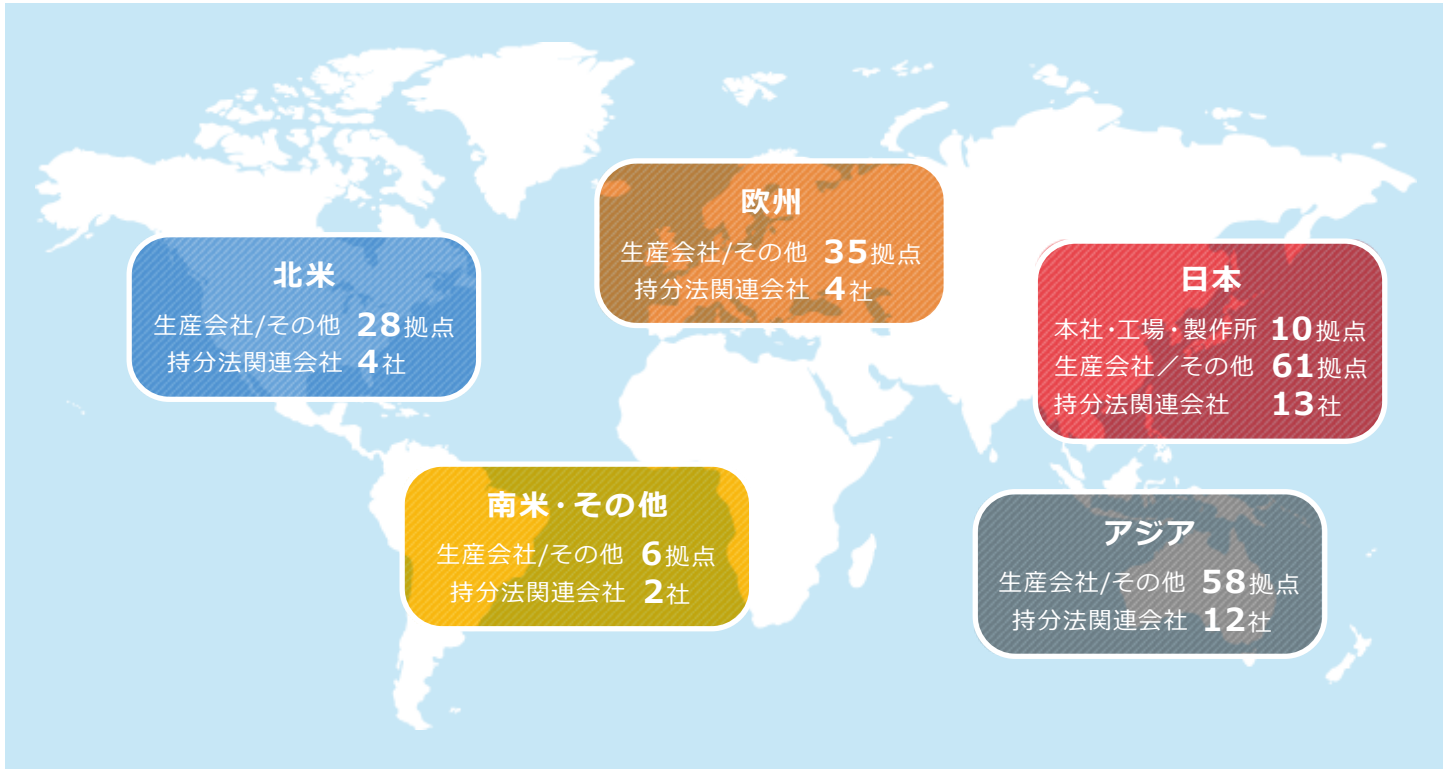 欧州
生産会社/その他 35拠点
持分法関連会社 4社
北米
生産会社/その他 28拠点
持分法関連会社 4社
日本
本社・工場・製作所 10拠点
生産会社／その他 61拠点
持分法関連会社 13社
南米・その他
生産会社/その他 6拠点
持分法関連会社 2社
アジア
生産会社/その他 58拠点
持分法関連会社 12社